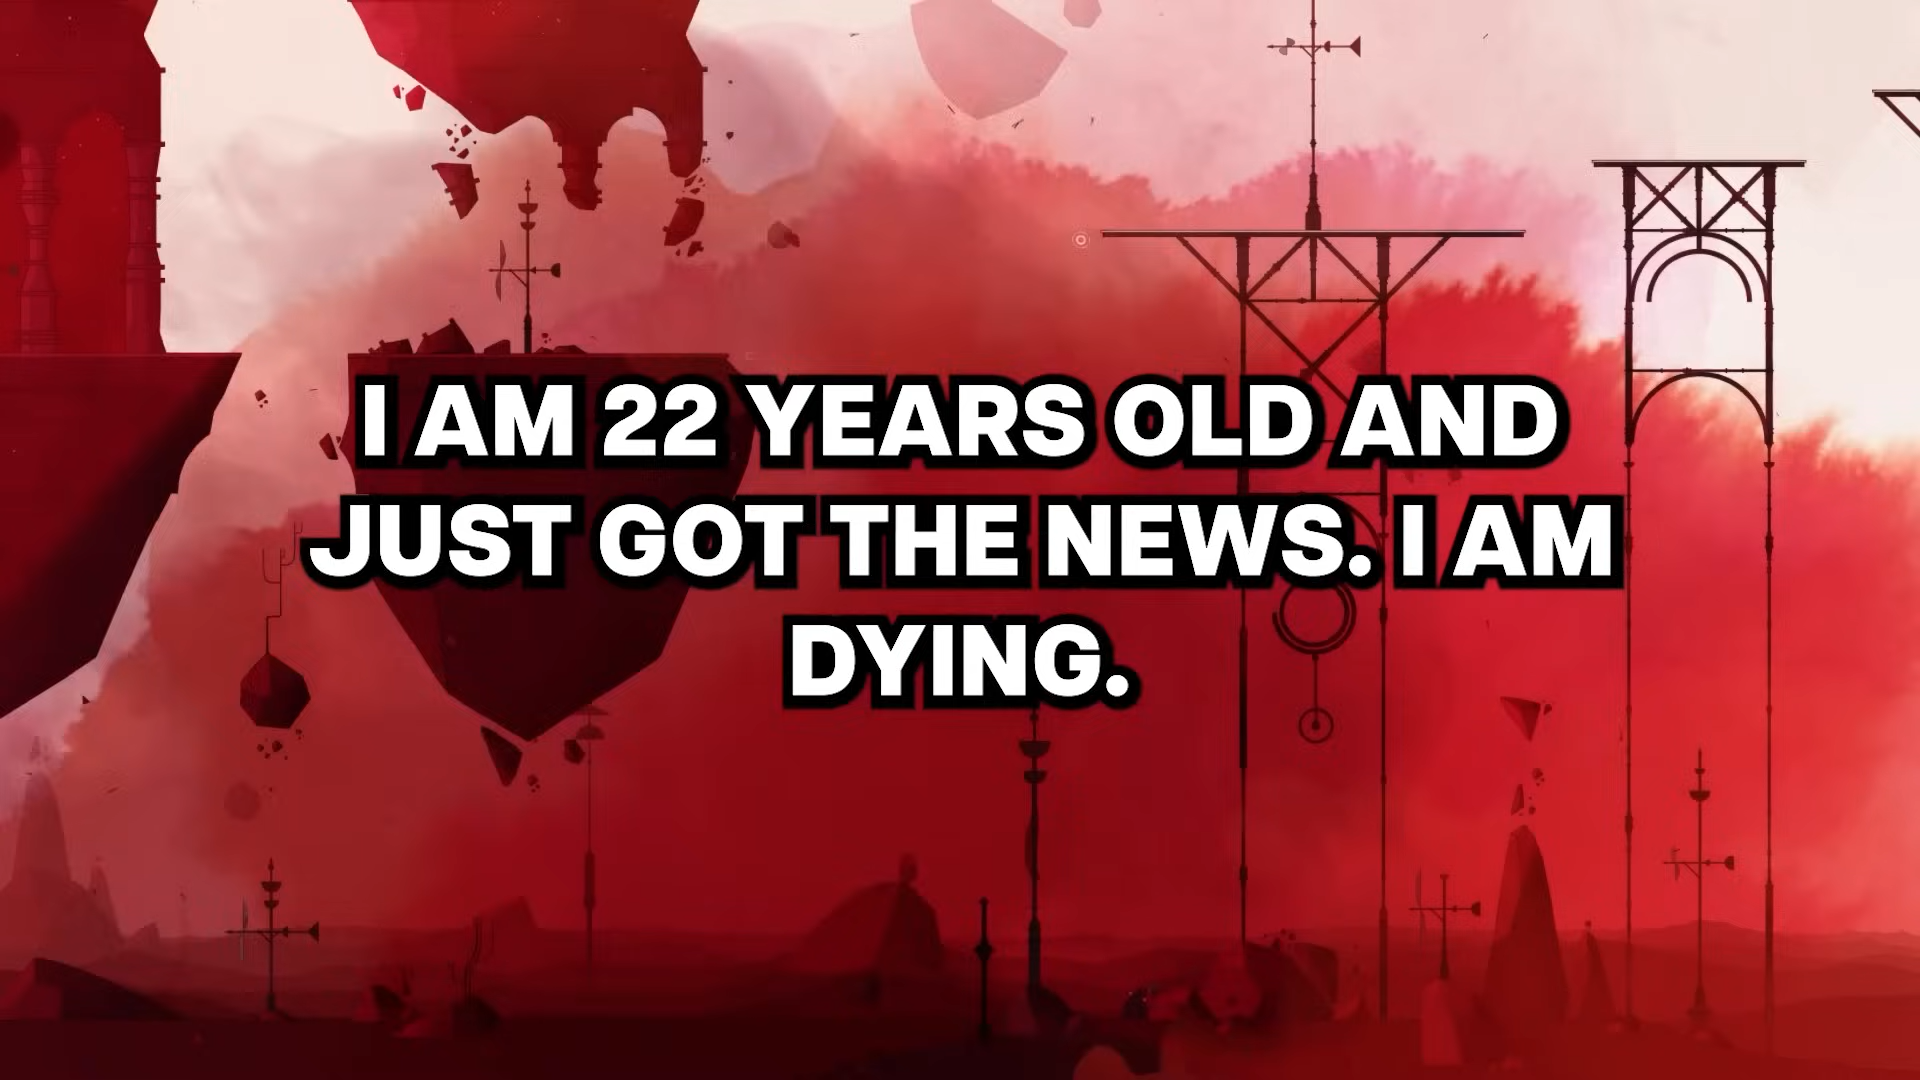 I AM 22 YEARS OLD AND
JUST GOT THE NEWS. I AM
DYING.